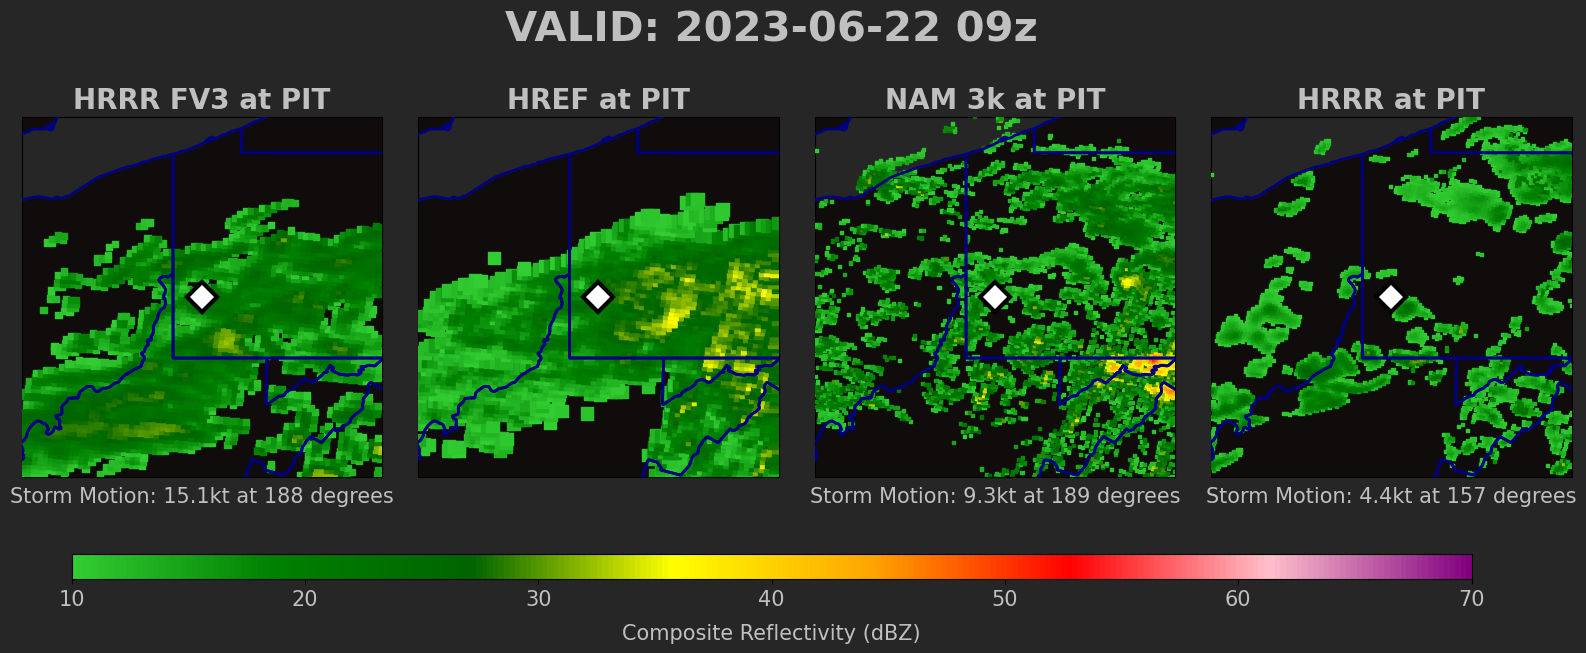 VALID: 2023-06-22 09z
HRRR FV3 at PIT
HREF at PIT
NAM 3k at PIT
HRRR at PIT
Storm Motion: 15.1kt at 188 degrees
Storm Motion: 9.3kt at 189 degrees
Storm Motion: 4.4kt at 157 degrees
10 20 30 40 50 60 70
Composite Reflectivity (dBZ)